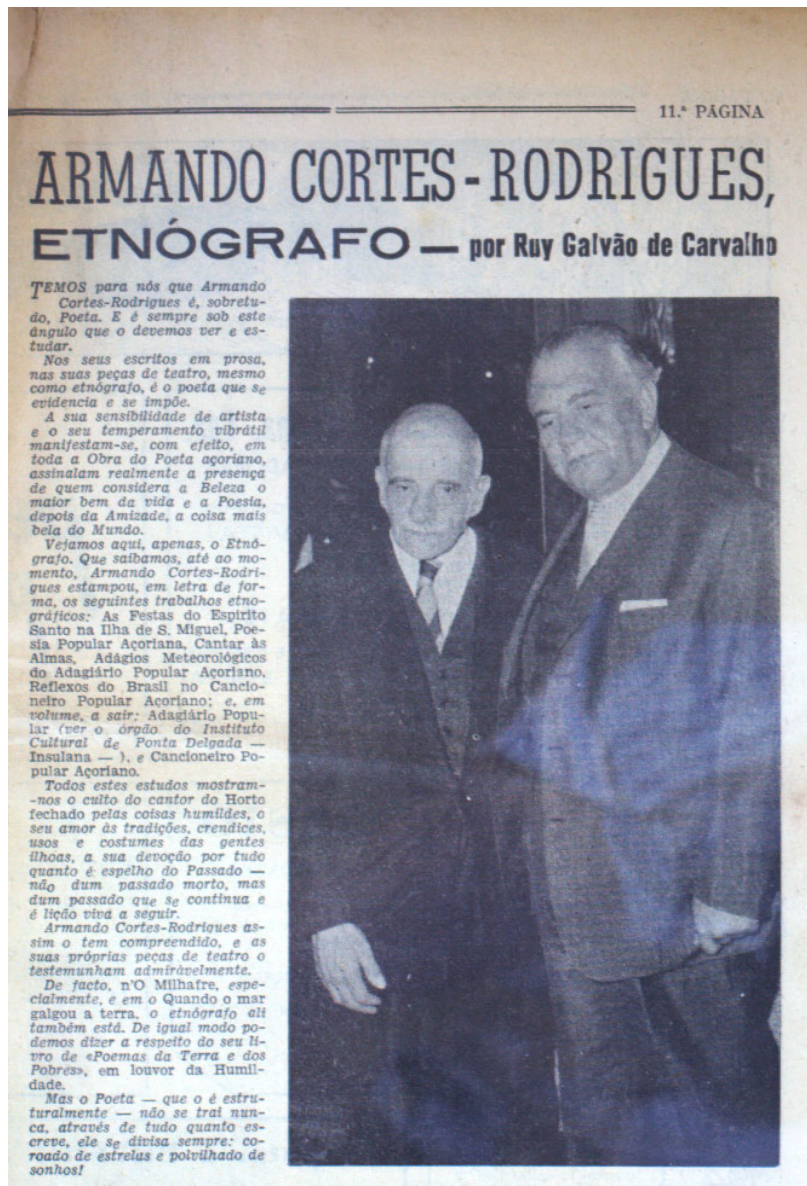 11.ª PÁGINA
ARMANDO CORTES-RODRIGUES,
ETNÓGRAFO — por Ruy Galvão de Carvalho
TEMOS para nós que Armando
Cortes-Rodrigues é, sobretu-
do, Poeta. E é sempre sob este
ângulo que o devemos ver e es-
tudar.
Nos seus escritos em prosa,
nas suas peças de teatro, mesmo
como etnógrafo, é o poeta que se
evidencia e se impõe.
A sua sensibilidade de artista
e o seu temperamento vibrátil
manifestam-se, com efeito, em
toda a Obra do Poeta açoriano,
assinalam realmente a presença
de quem considera a Beleza o
maior bem da vida e a Poesia,
depois da Amizade, a coisa mais
bela do Mundo.
Vejamos aqui, apenas, o Etnó-
grafo. Que saibamos, até ao mo-
mento, Armando Cortes-Rodri-
gues estampou, em letra de for-
ma, os seguintes trabalhos etno-
gráficos: As Festas do Espírito
Santo na Ilha de S. Miguel, Poe-
sia Popular Açoriana, Cantar às
Almas, Adágios Meteorológicos
do Adagiário Popular Açoriano,
Reflexos do Brasil no Cancio-
neiro Popular Açoriano; e, em
volume, a sair: Adagiário Popu-
lar (ver o órgão do Instituto
Cultural de Ponta Delgada —
Insulana — ), e Cancioneiro Po-
pular Açoriano.
Todos estes estudos mostram-
-nos o culto do cantor do Horto
fechado pelas coisas humildes, o
seu amor às tradições, crendices,
usos e costumes das gentes
ilhoas, a sua devoção por tudo
quanto é espelho do Passado —
não dum passado morto, mas
dum passado que se continua e
é lição viva a seguir.
Armando Cortes-Rodrigues as-
sim o tem compreendido, e as
suas próprias peças de teatro o
testemunham admiràvelmente.
De facto, n'O Milhafre, espe-
cialmente, e em o Quando o mar
galgou a terra, o etnógrafo ali
também está. De igual modo po-
demos dizer a respeito do seu li-
vro de «Poemas da Terra e dos
Pobres», em louvor da Humil-
dade.
Mas o Poeta — que o é estru-
turalmente — não se trai nun-
ca, através de tudo quanto es-
creve, ele se divisa sempre: co-
roado de estrelas e polvilhado de
sonhos!